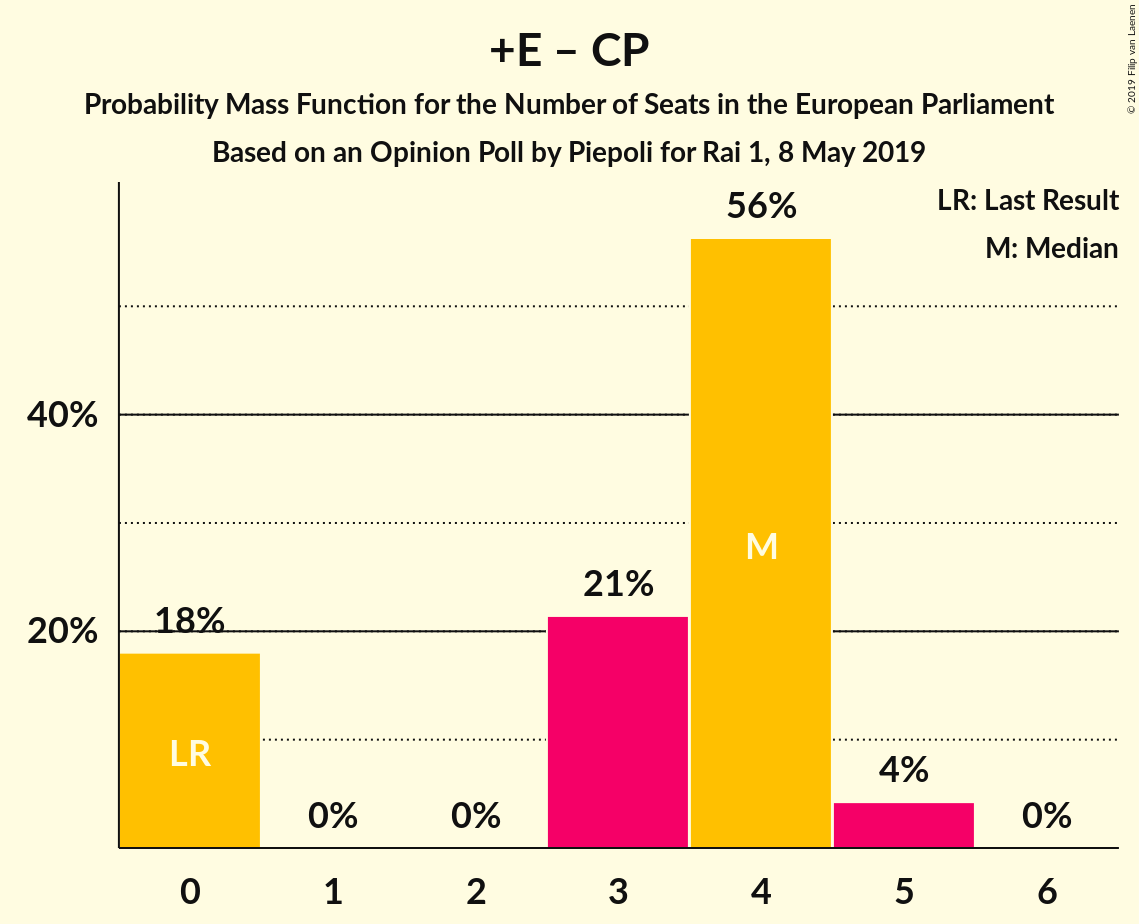 +E – CP
Probability Mass Function for the Number of Seats in the European Parliament
Based on an Opinion Poll by Piepoli for Rai 1, 8 May 2019
© 2019 Filip van Laenen
LR: Last Result
M: Median
56%
40%
M
21%
18%
20%
LR
4%
0%
0%
0%
0 1 2 3 4 5 6